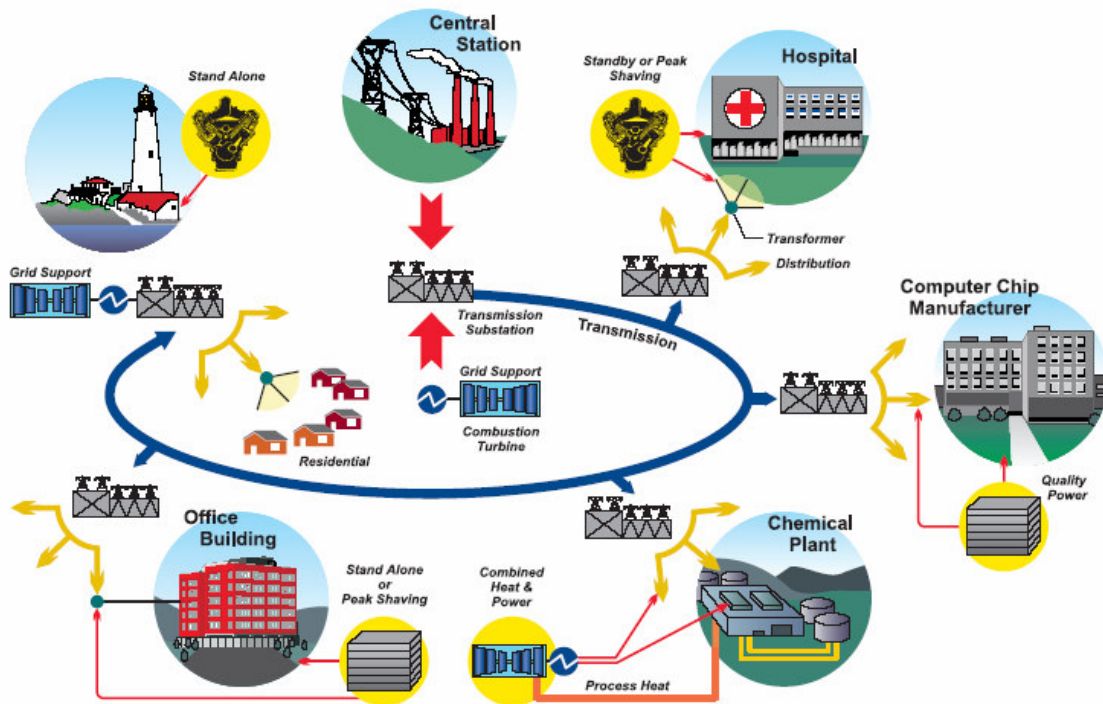 Central
Station
Stand Alone
Standby or Peak
Shaving
Hospital
Transformer
Distribution
Grid Support
Transmission
Substation
Transmission
Computer Chip
Manufacturer
Grid Support
Combustion
Turbine
Residential
Quality
Power
Office
Building
Stand Alone
or
Peak Shaving
Combined
Heat &
Power
Chemical
Plant
Process Heat